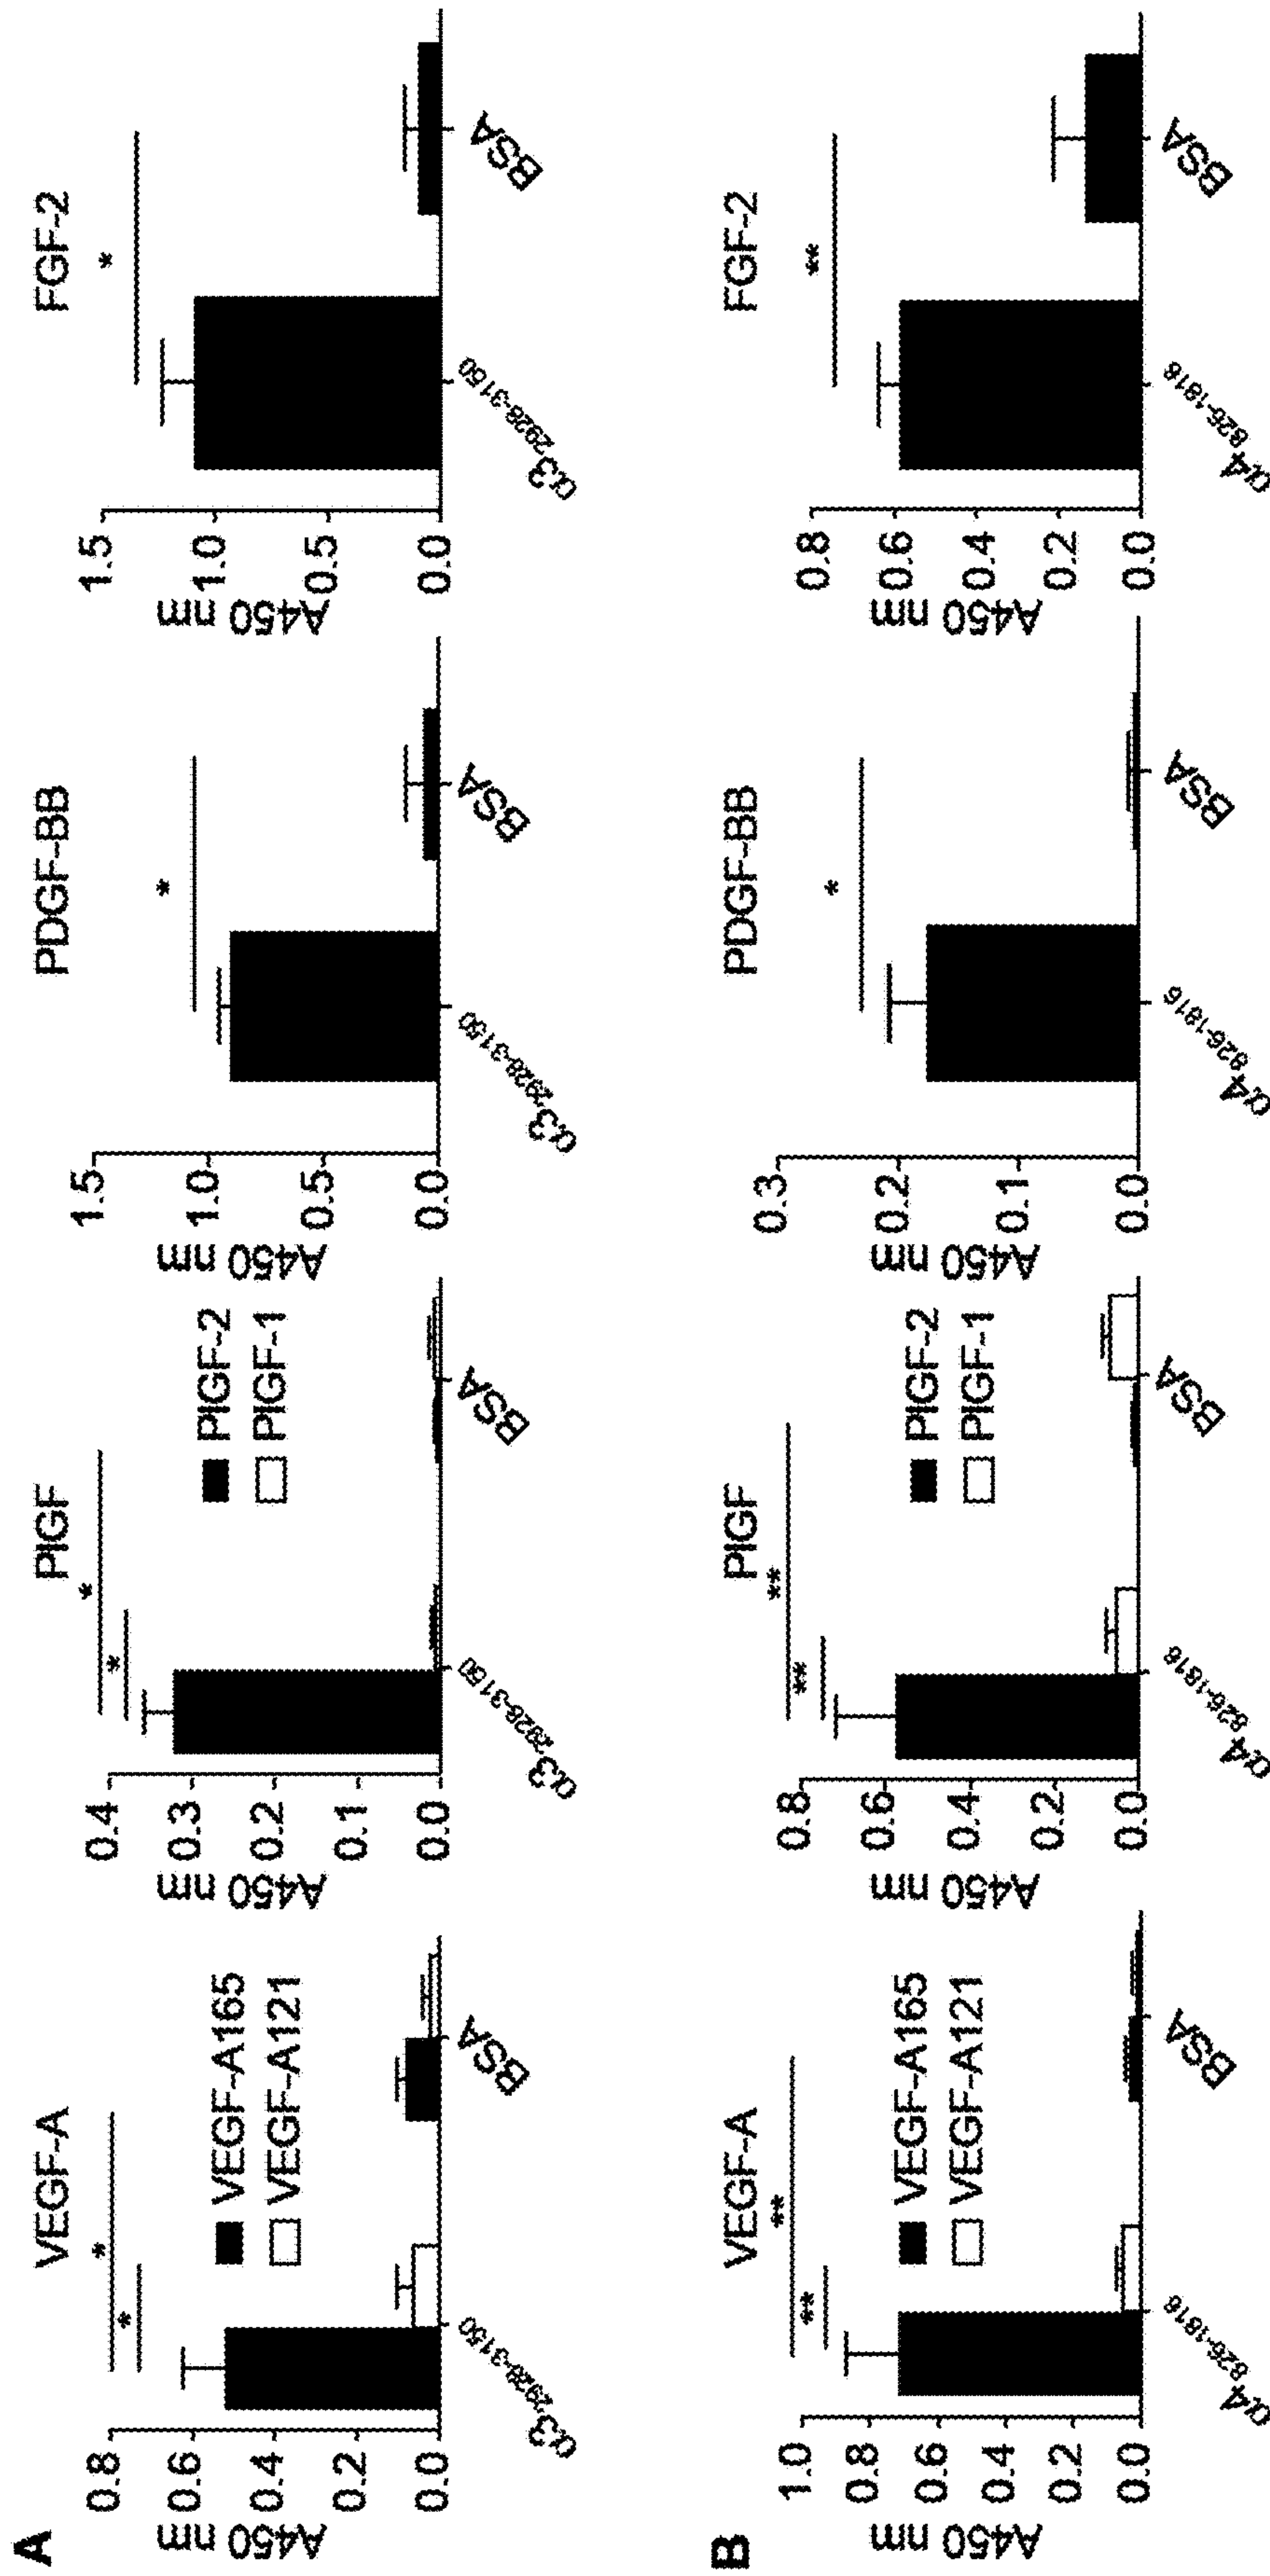 A
VEGF-A
A450 nm
0.8
0.6
0.4
0.2
0.0
*
*
VEGF-A165
VEGF-A121
α3 2928-3150
BSA
PlGF
A450 nm
0.4
0.3
0.2
0.1
0.0
*
*
PlGF-2
PlGF-1
α3 2928-3150
BSA
PDGF-BB
A450 nm
1.5
1.0
0.5
0.0
*
α3 2928-3150
BSA
FGF-2
A450 nm
1.5
1.0
0.5
0.0
*
α3 2928-3150
BSA
B
VEGF-A
A450 nm
1.0
0.8
0.6
0.4
0.2
0.0
**
**
VEGF-A165
VEGF-A121
α4 826-1816
BSA
PlGF
A450 nm
0.8
0.6
0.4
0.2
0.0
**
**
PlGF-2
PlGF-1
α4 826-1816
BSA
PDGF-BB
A450 nm
0.3
0.2
0.1
0.0
*
α4 826-1816
BSA
FGF-2
A450 nm
0.8
0.6
0.4
0.2
0.0
**
α4 826-1816
BSA